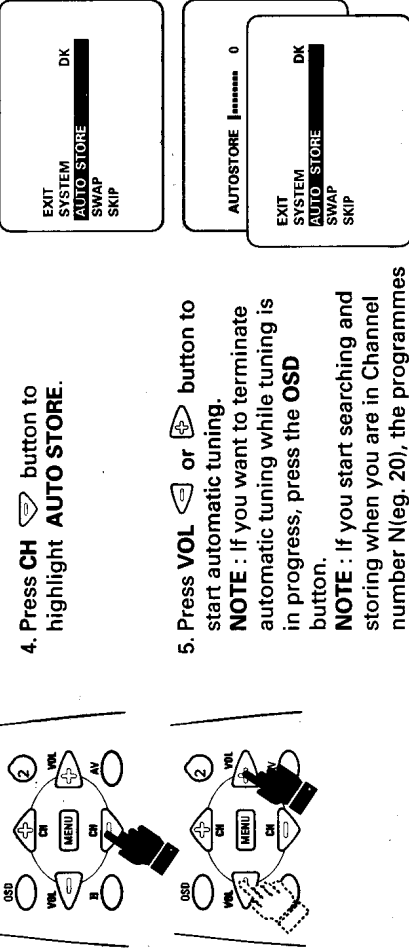 OSD
2
CH
VOL
MENU
VOL
CH
AV
4. Press CH button to
highlight AUTO STORE.
EXIT
SYSTEM DK
AUTO STORE
SWAP
SKIP
OSD
2
CH
VOL
MENU
VOL
CH
5. Press VOL or button to
start automatic tuning.
NOTE : If you want to terminate
automatic tuning while tuning is
in progress, press the OSD
button.
NOTE : If you start searching and
storing when you are in Channel
number N(eg. 20), the programmes
AUTOSTORE 0
EXIT
SYSTEM DK
AUTO STORE
SWAP
SKIP